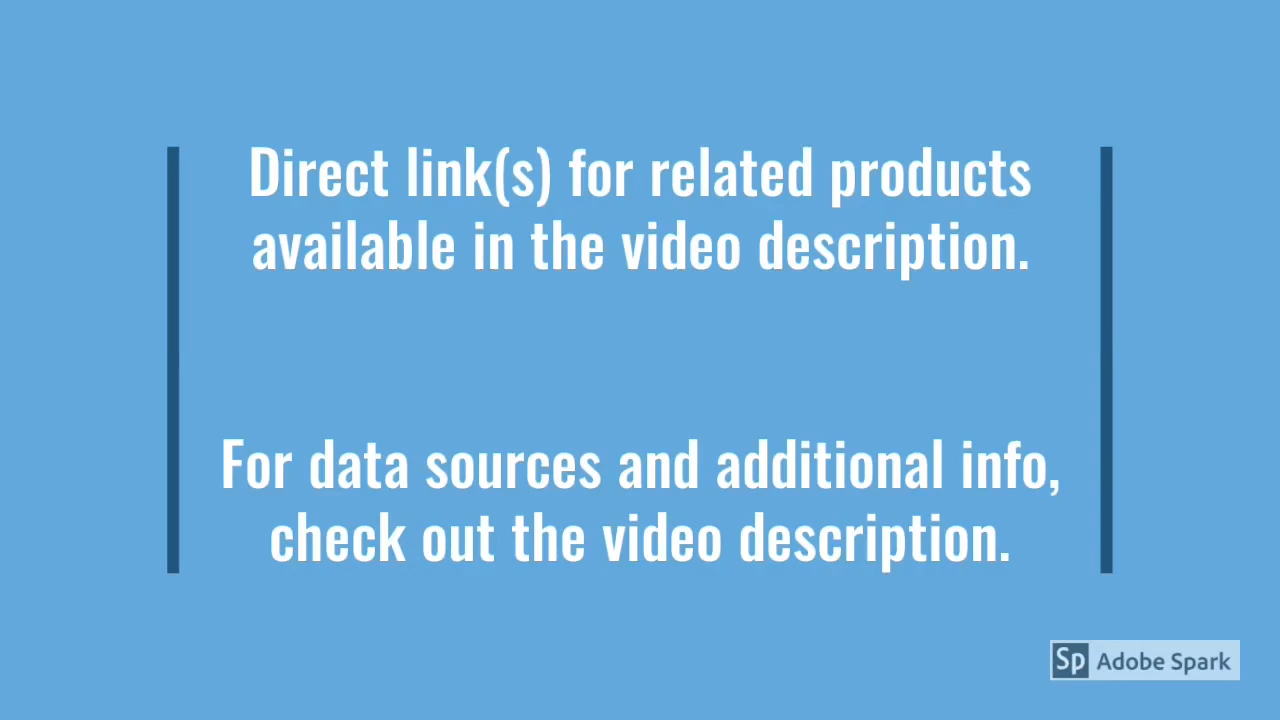 Direct link(s) for related products
available in the video description.
For data sources and additional info,
check out the video description.
Sp Adobe Spark